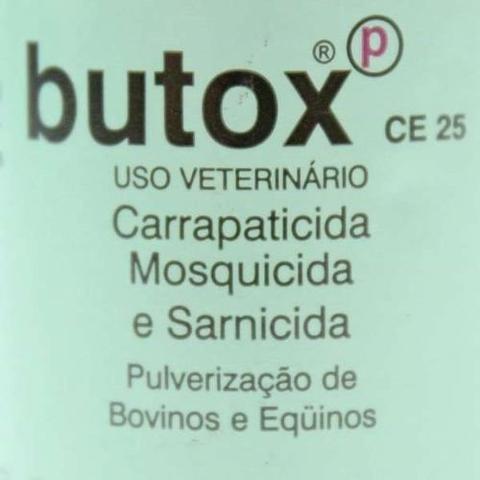 butox® p CE 25
USO VETERINÁRIO
Carrapaticida
Mosquicida
e Sarnicida
Pulverização de
Bovinos e Eqüinos